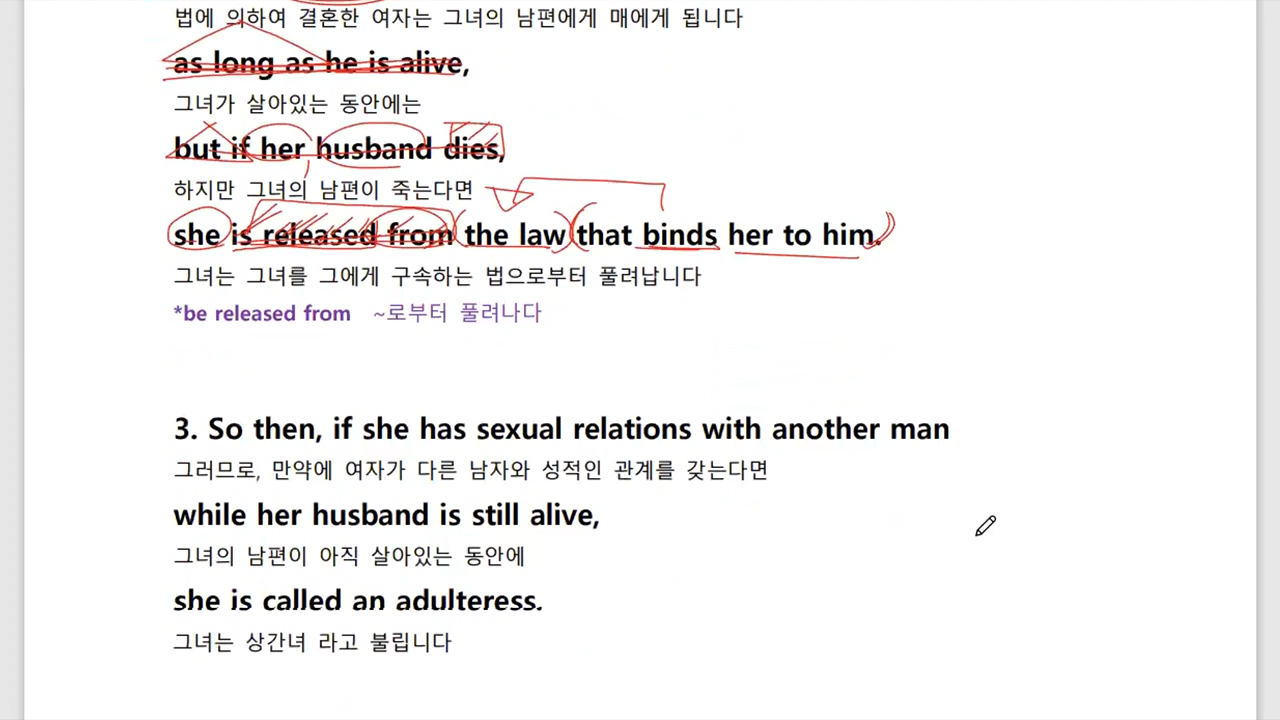 법에 의하여 결혼한 여자는 그녀의 남편에게 매에게 됩니다
as long as he is alive,
그녀가 살아있는 동안에는
but if her husband dies,
하지만 그녀의 남편이 죽는다면
she is released from the law that binds her to him.
그녀는 그녀를 그에게 구속하는 법으로부터 풀려납니다
*be released from ~로부터 풀려나다
3. So then, if she has sexual relations with another man
그러므로, 만약에 여자가 다른 남자와 성적인 관계를 갖는다면
while her husband is still alive,
그녀의 남편이 아직 살아있는 동안에
she is called an adulteress.
그녀는 상간녀 라고 불립니다